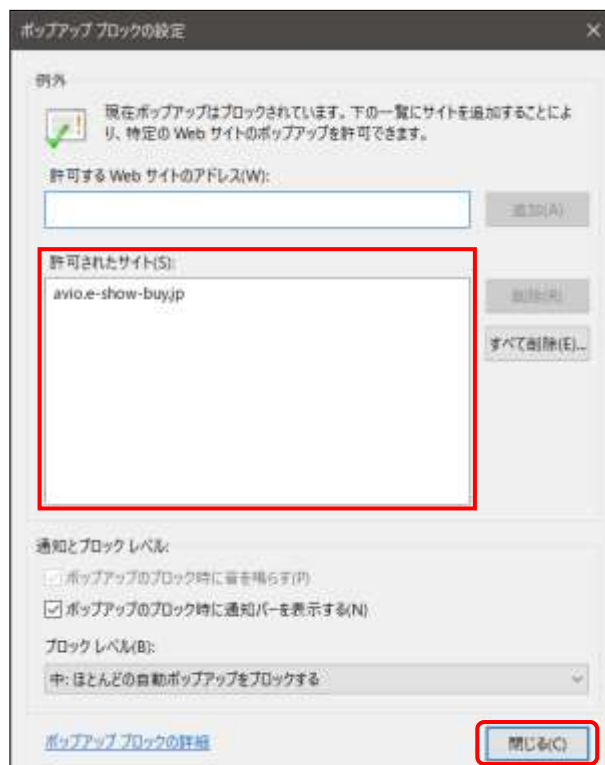 ポップアップ ブロックの設定
例外
現在ポップアップはブロックされています。下の一覧にサイトを追加することによ
り、特定の Web サイトのポップアップを許可できます。
許可する Web サイトのアドレス(W):
追加(A)
許可されたサイト(S):
avio.e-show-buy.jp
削除(R)
すべて削除(E)...
通知とブロック レベル:
ポップアップのブロック時に音を鳴らす(P)
ポップアップのブロック時に通知バーを表示する(N)
ブロック レベル(B):
中: ほとんどの自動ポップアップをブロックする
ポップアップ ブロックの詳細
閉じる(C)